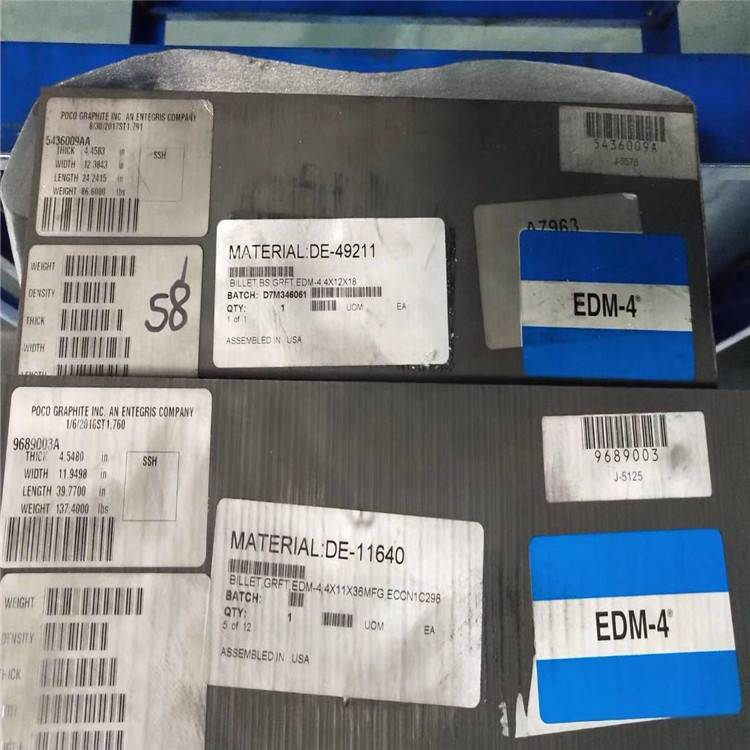 POCO GRAPHITE INC. AN ENTEGRIS COMPANY
8/30/2017ST1.791
5436009AA
THICK 4.4583 in
WIDTH 12.3843
LENGTH 24.2415 in
WEIGHT 86.6000 lbs
SSH
5436009A
J-5578
WEIGHT
DENSITY
THICK
WIDTH
LENGTH
58
MATERIAL:DE-49211
BILLET,BS,GRFT,EDM-4,4X12X18
BATCH: D7M346061
QTY: 1 UOM EA
1 of 1
ASSEMBLED IN USA
A7963
EDM-4®
POCO GRAPHITE INC. AN ENTEGRIS COMPANY
1/6/2016ST1.760
9689003A
THICK 4.5480 in
WIDTH 11.9498 in
LENGTH 39.7700 in
WEIGHT 137.4000 lbs
SSH
9689003
J-5125
WEIGHT
DENSITY
THICK
WIDTH
MATERIAL:DE-11640
BILLET,GRFT,EDM-4,4X11X36MFG,ECCN1C298
BATCH:
QTY: 1 UOM EA
5 of 12
ASSEMBLED IN USA
EDM-4®